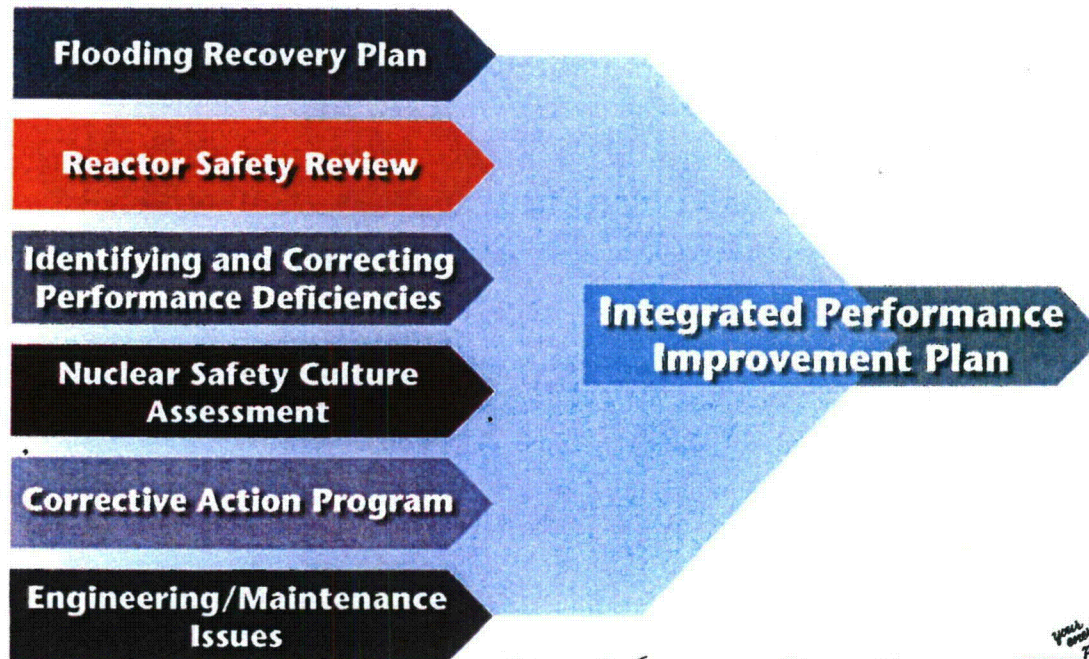 Flooding Recovery Plan
Reactor Safety Review
Identifying and Correcting
Performance Deficiencies
Nuclear Safety Culture
Assessment
Corrective Action Program
Engineering/Maintenance
Issues
Integrated Performance
Improvement Plan
your